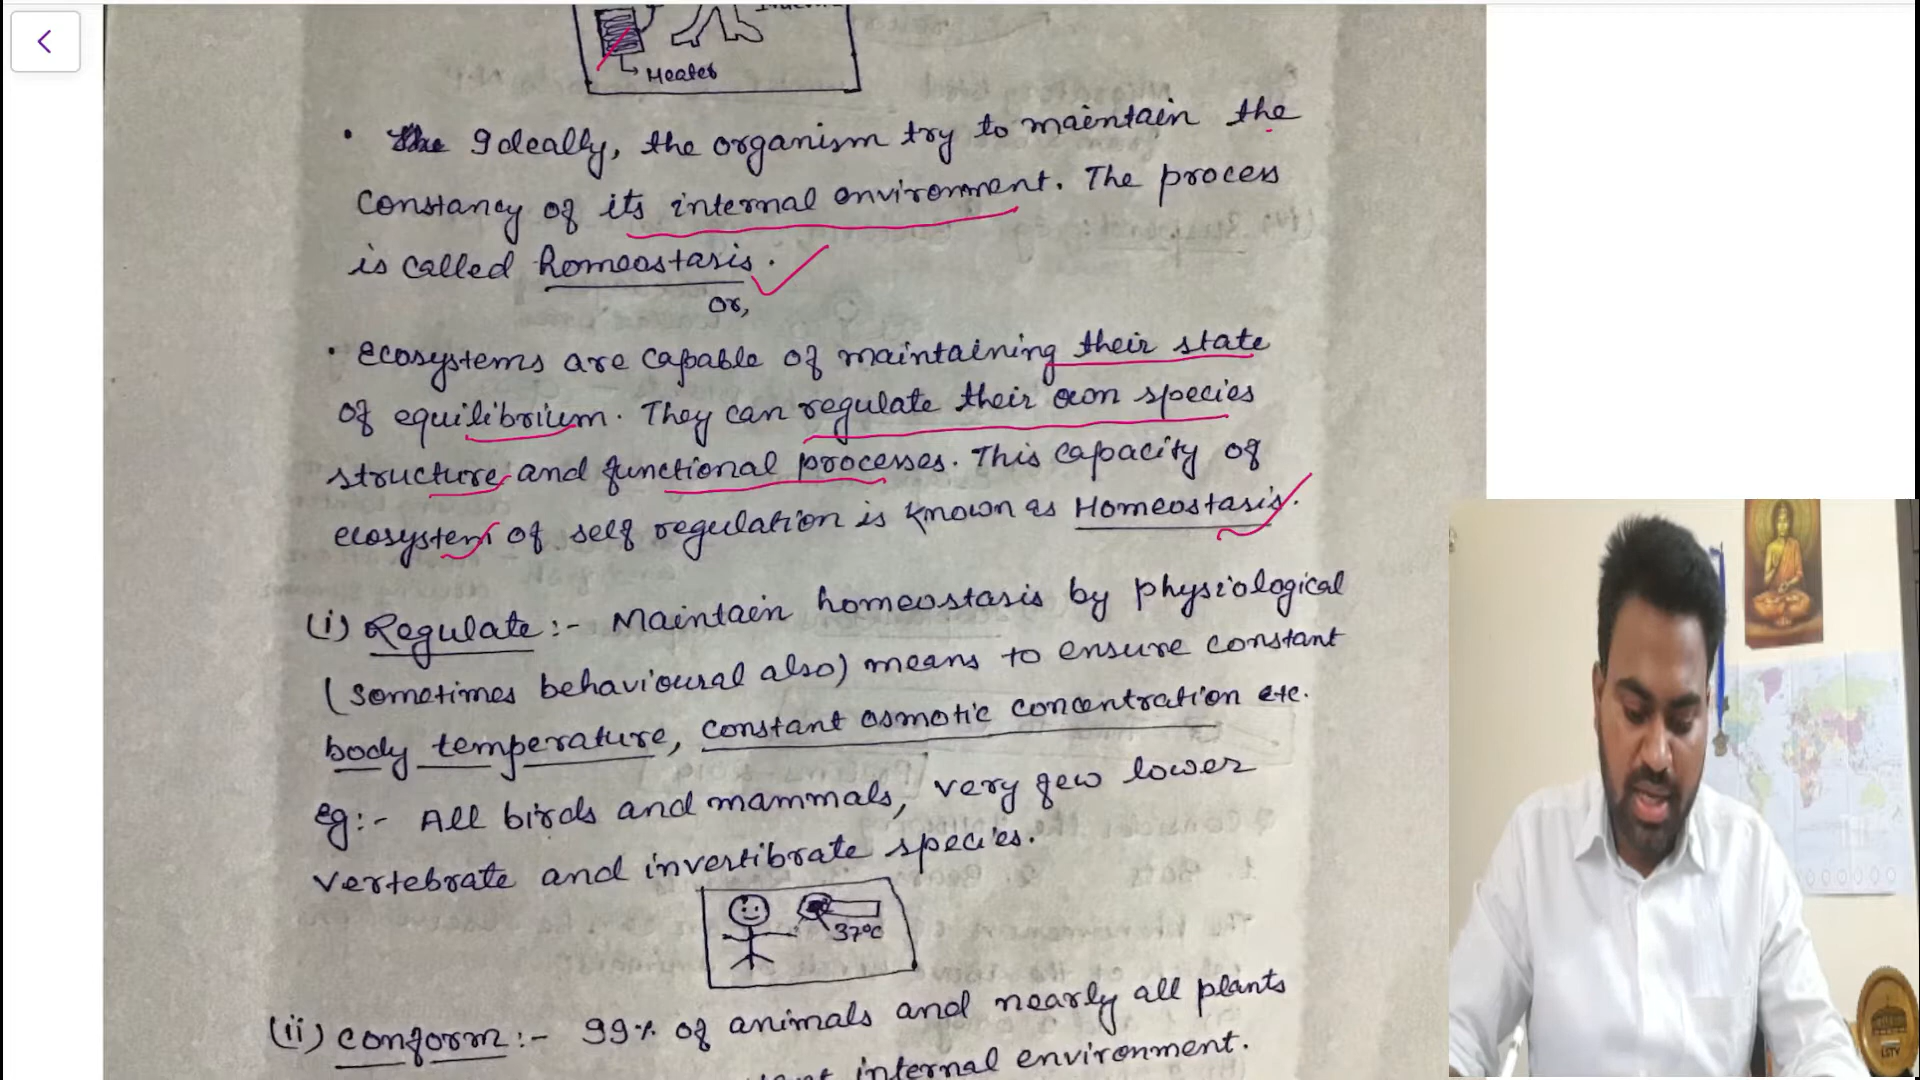 Heater
• Ideally, the organism try to maintain the
constancy of its internal environment. The process
is called homeostasis.
or,
• Ecosystems are capable of maintaining their state
of equilibrium. They can regulate their own species
structure and functional processes. This capacity of
ecosystem of self regulation is known as Homeostasis.
(i) Regulate :- Maintain homeostasis by physiological
(sometimes behavioural also) means to ensure constant
body temperature, constant osmotic concentration etc.
Eg:- All birds and mammals, very few lower
vertebrate and invertibrate species.
37°C
(ii) conform :- 99% of animals and nearly all plants
internal environment.
LSTV